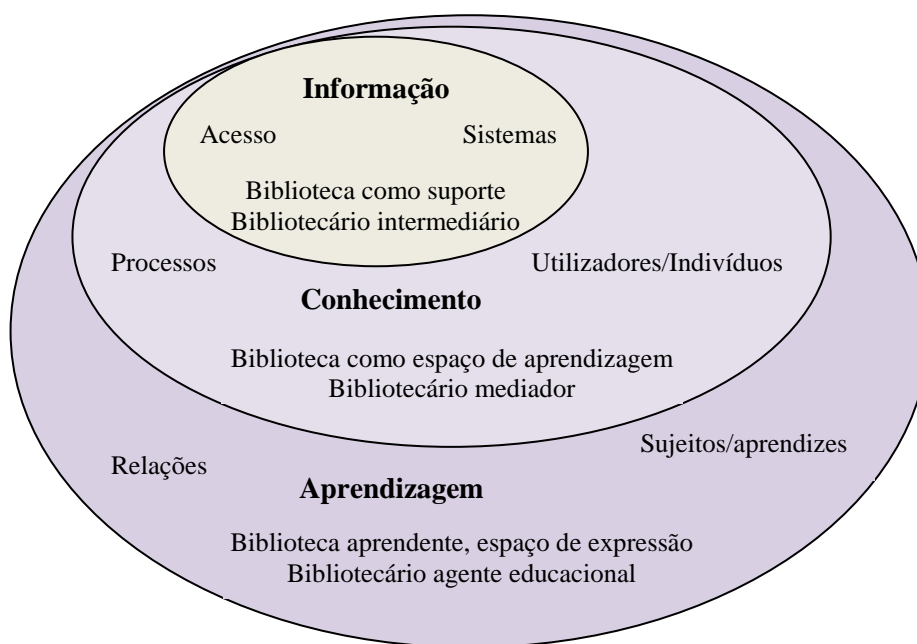 Informação
Acesso Sistemas
Biblioteca como suporte
Bibliotecário intermediário
Processos Utilizadores/Indivíduos
Conhecimento
Biblioteca como espaço de aprendizagem
Bibliotecário mediador
Sujeitos/aprendizes
Relações
Aprendizagem
Biblioteca aprendente, espaço de expressão
Bibliotecário agente educacional